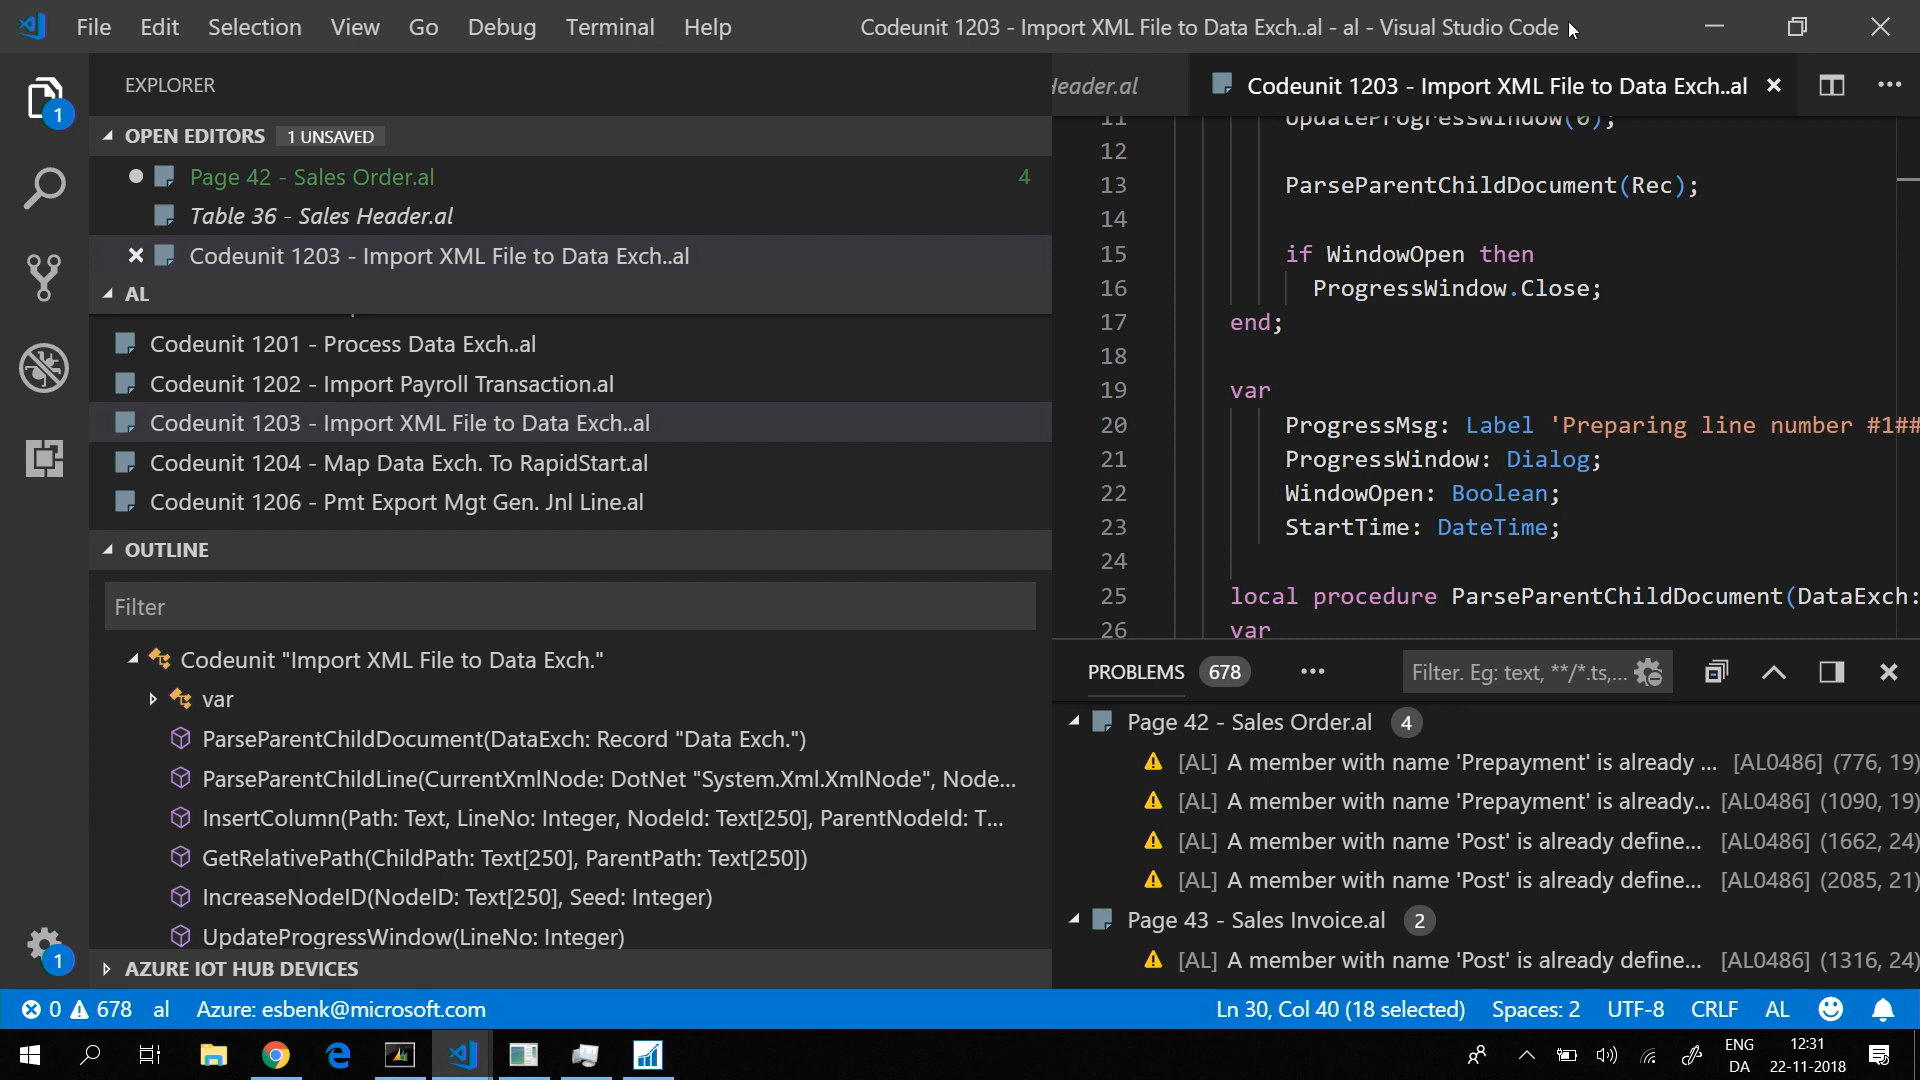 File Edit Selection View Go Debug Terminal Help
Codeunit 1203 - Import XML File to Data Exch..al - al - Visual Studio Code
EXPLORER
1
OPEN EDITORS 1 UNSAVED
Page 42 - Sales Order.al 4
Table 36 - Sales Header.al
Codeunit 1203 - Import XML File to Data Exch..al
AL
Codeunit 1201 - Process Data Exch..al
Codeunit 1202 - Import Payroll Transaction.al
Codeunit 1203 - Import XML File to Data Exch..al
Codeunit 1204 - Map Data Exch. To RapidStart.al
Codeunit 1206 - Pmt Export Mgt Gen. Jnl Line.al
OUTLINE
Filter
Codeunit "Import XML File to Data Exch."
var
ParseParentChildDocument(DataExch: Record "Data Exch.")
ParseParentChildLine(CurrentXmlNode: DotNet "System.Xml.XmlNode", Node...
InsertColumn(Path: Text, LineNo: Integer, NodeId: Text[250], ParentNodeId: T...
GetRelativePath(ChildPath: Text[250], ParentPath: Text[250])
IncreaseNodeID(NodeID: Text[250], Seed: Integer)
UpdateProgressWindow(LineNo: Integer)
1
AZURE IOT HUB DEVICES
Header.al
Codeunit 1203 - Import XML File to Data Exch..al
11 UpdateProgressWindow(0);
12
13 ParseParentChildDocument(Rec);
14
15 if WindowOpen then
16 ProgressWindow.Close;
17 end;
18
19 var
20 ProgressMsg: Label 'Preparing line number #1##
21 ProgressWindow: Dialog;
22 WindowOpen: Boolean;
23 StartTime: DateTime;
24
25 local procedure ParseParentChildDocument(DataExch:
26 var
PROBLEMS 678 ... Filter. Eg: text, **/*.ts,...
Page 42 - Sales Order.al 4
[AL] A member with name 'Prepayment' is already ... [AL0486] (776, 19)
[AL] A member with name 'Prepayment' is already... [AL0486] (1090, 19)
[AL] A member with name 'Post' is already define... [AL0486] (1662, 24)
[AL] A member with name 'Post' is already define... [AL0486] (2085, 21)
Page 43 - Sales Invoice.al 2
[AL] A member with name 'Post' is already define... [AL0486] (1316, 24)
0 678 al Azure: esbenk@microsoft.com Ln 30, Col 40 (18 selected) Spaces: 2 UTF-8 CRLF AL
ENG 12:31
DA 22-11-2018